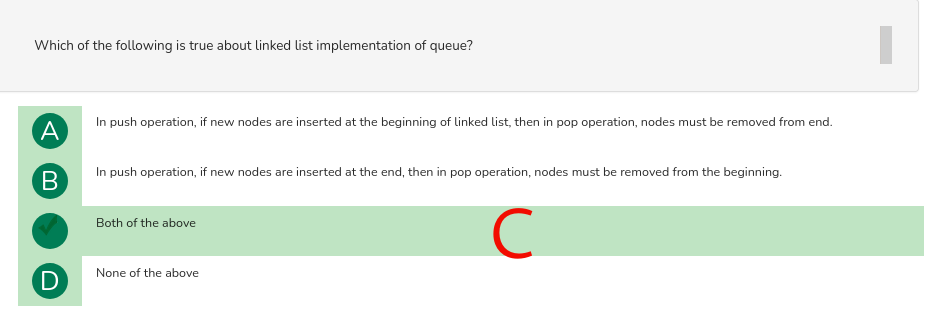 Which of the following is true about linked list implementation of queue?
A In push operation, if new nodes are inserted at the beginning of linked list, then in pop operation, nodes must be removed from end.
B In push operation, if new nodes are inserted at the end, then in pop operation, nodes must be removed from the beginning.
Both of the above C
D None of the above